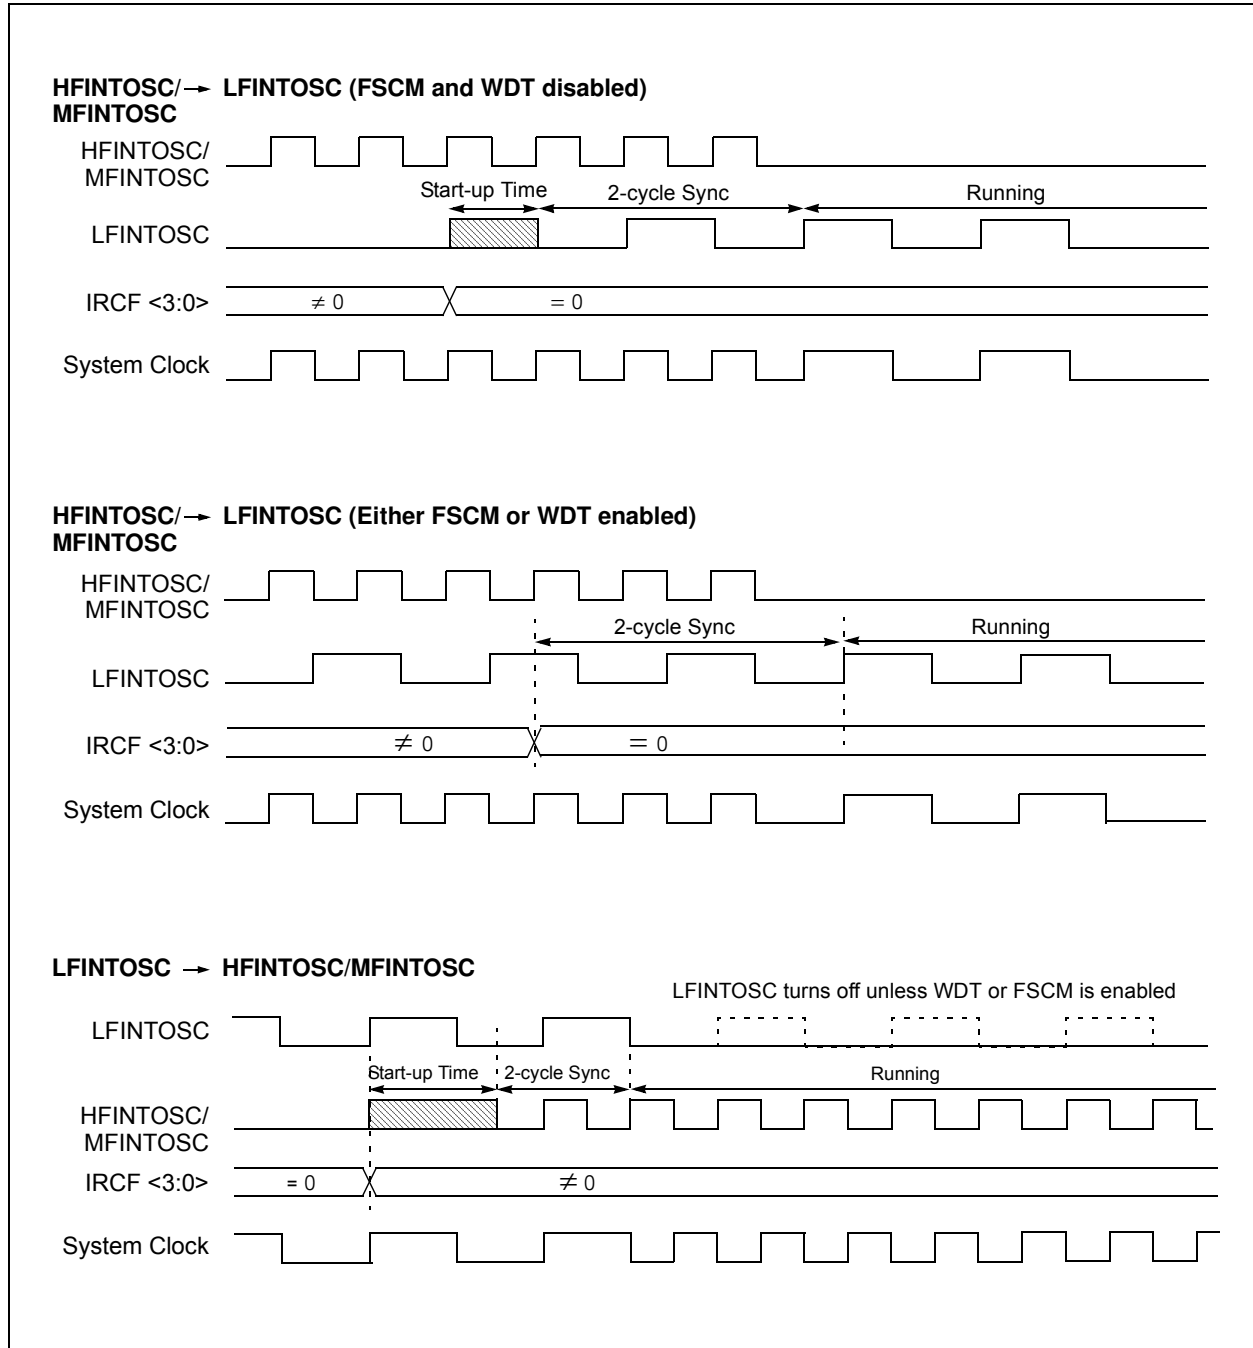 HFINTOSC/→ LFINTOSC (FSCM and WDT disabled)
MFINTOSC
HFINTOSC/
MFINTOSC
Start-up Time 2-cycle Sync Running
LFINTOSC
IRCF <3:0> ≠ 0 = 0
System Clock
HFINTOSC/→ LFINTOSC (Either FSCM or WDT enabled)
MFINTOSC
HFINTOSC/
MFINTOSC
2-cycle Sync Running
LFINTOSC
IRCF <3:0> ≠ 0 = 0
System Clock
LFINTOSC → HFINTOSC/MFINTOSC
LFINTOSC turns off unless WDT or FSCM is enabled
LFINTOSC
Start-up Time 2-cycle Sync Running
HFINTOSC/
MFINTOSC
IRCF <3:0> = 0 ≠ 0
System Clock